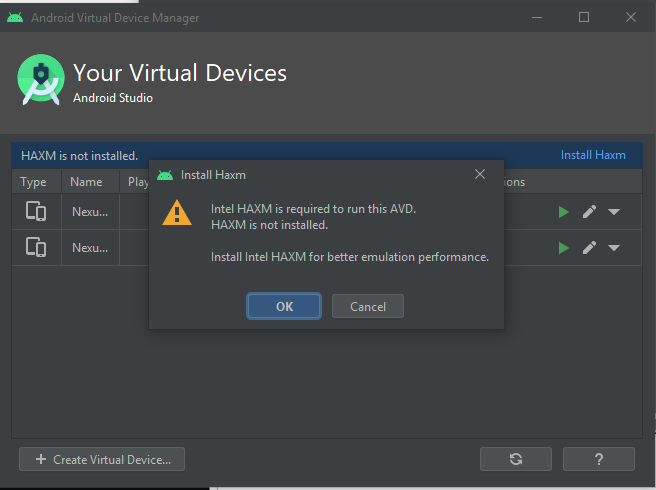 Android Virtual Device Manager
Your Virtual Devices
Android Studio
HAXM is not installed.
Install Haxm
Type
Name
Play
ions
Install Haxm
Intel HAXM is required to run this AVD.
HAXM is not installed.
Install Intel HAXM for better emulation performance.
OK
Cancel
Nexu...
Nexu...
+ Create Virtual Device...
?